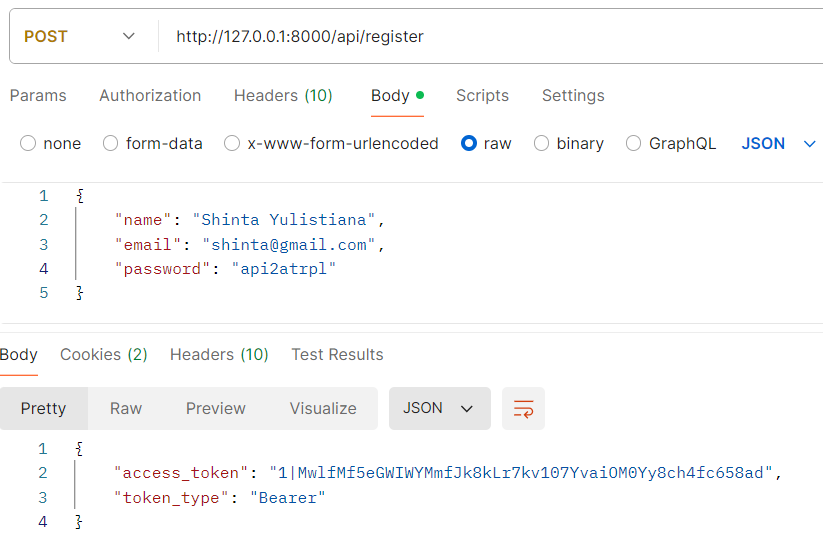 POST http://127.0.0.1:8000/api/register
Params Authorization Headers (10) Body Scripts Settings
none form-data x-www-form-urlencoded raw binary GraphQL JSON
1 {
2 "name": "Shinta Yulistiana",
3 "email": "shinta@gmail.com",
4 "password": "api2atrpl"
5 }
Body Cookies (2) Headers (10) Test Results
Pretty Raw Preview Visualize JSON
1 {
2 "access_token": "1|MwlfMf5eGWIWYMmfJk8kLr7kv107YvaiOM0Yy8ch4fc658ad",
3 "token_type": "Bearer"
4 }